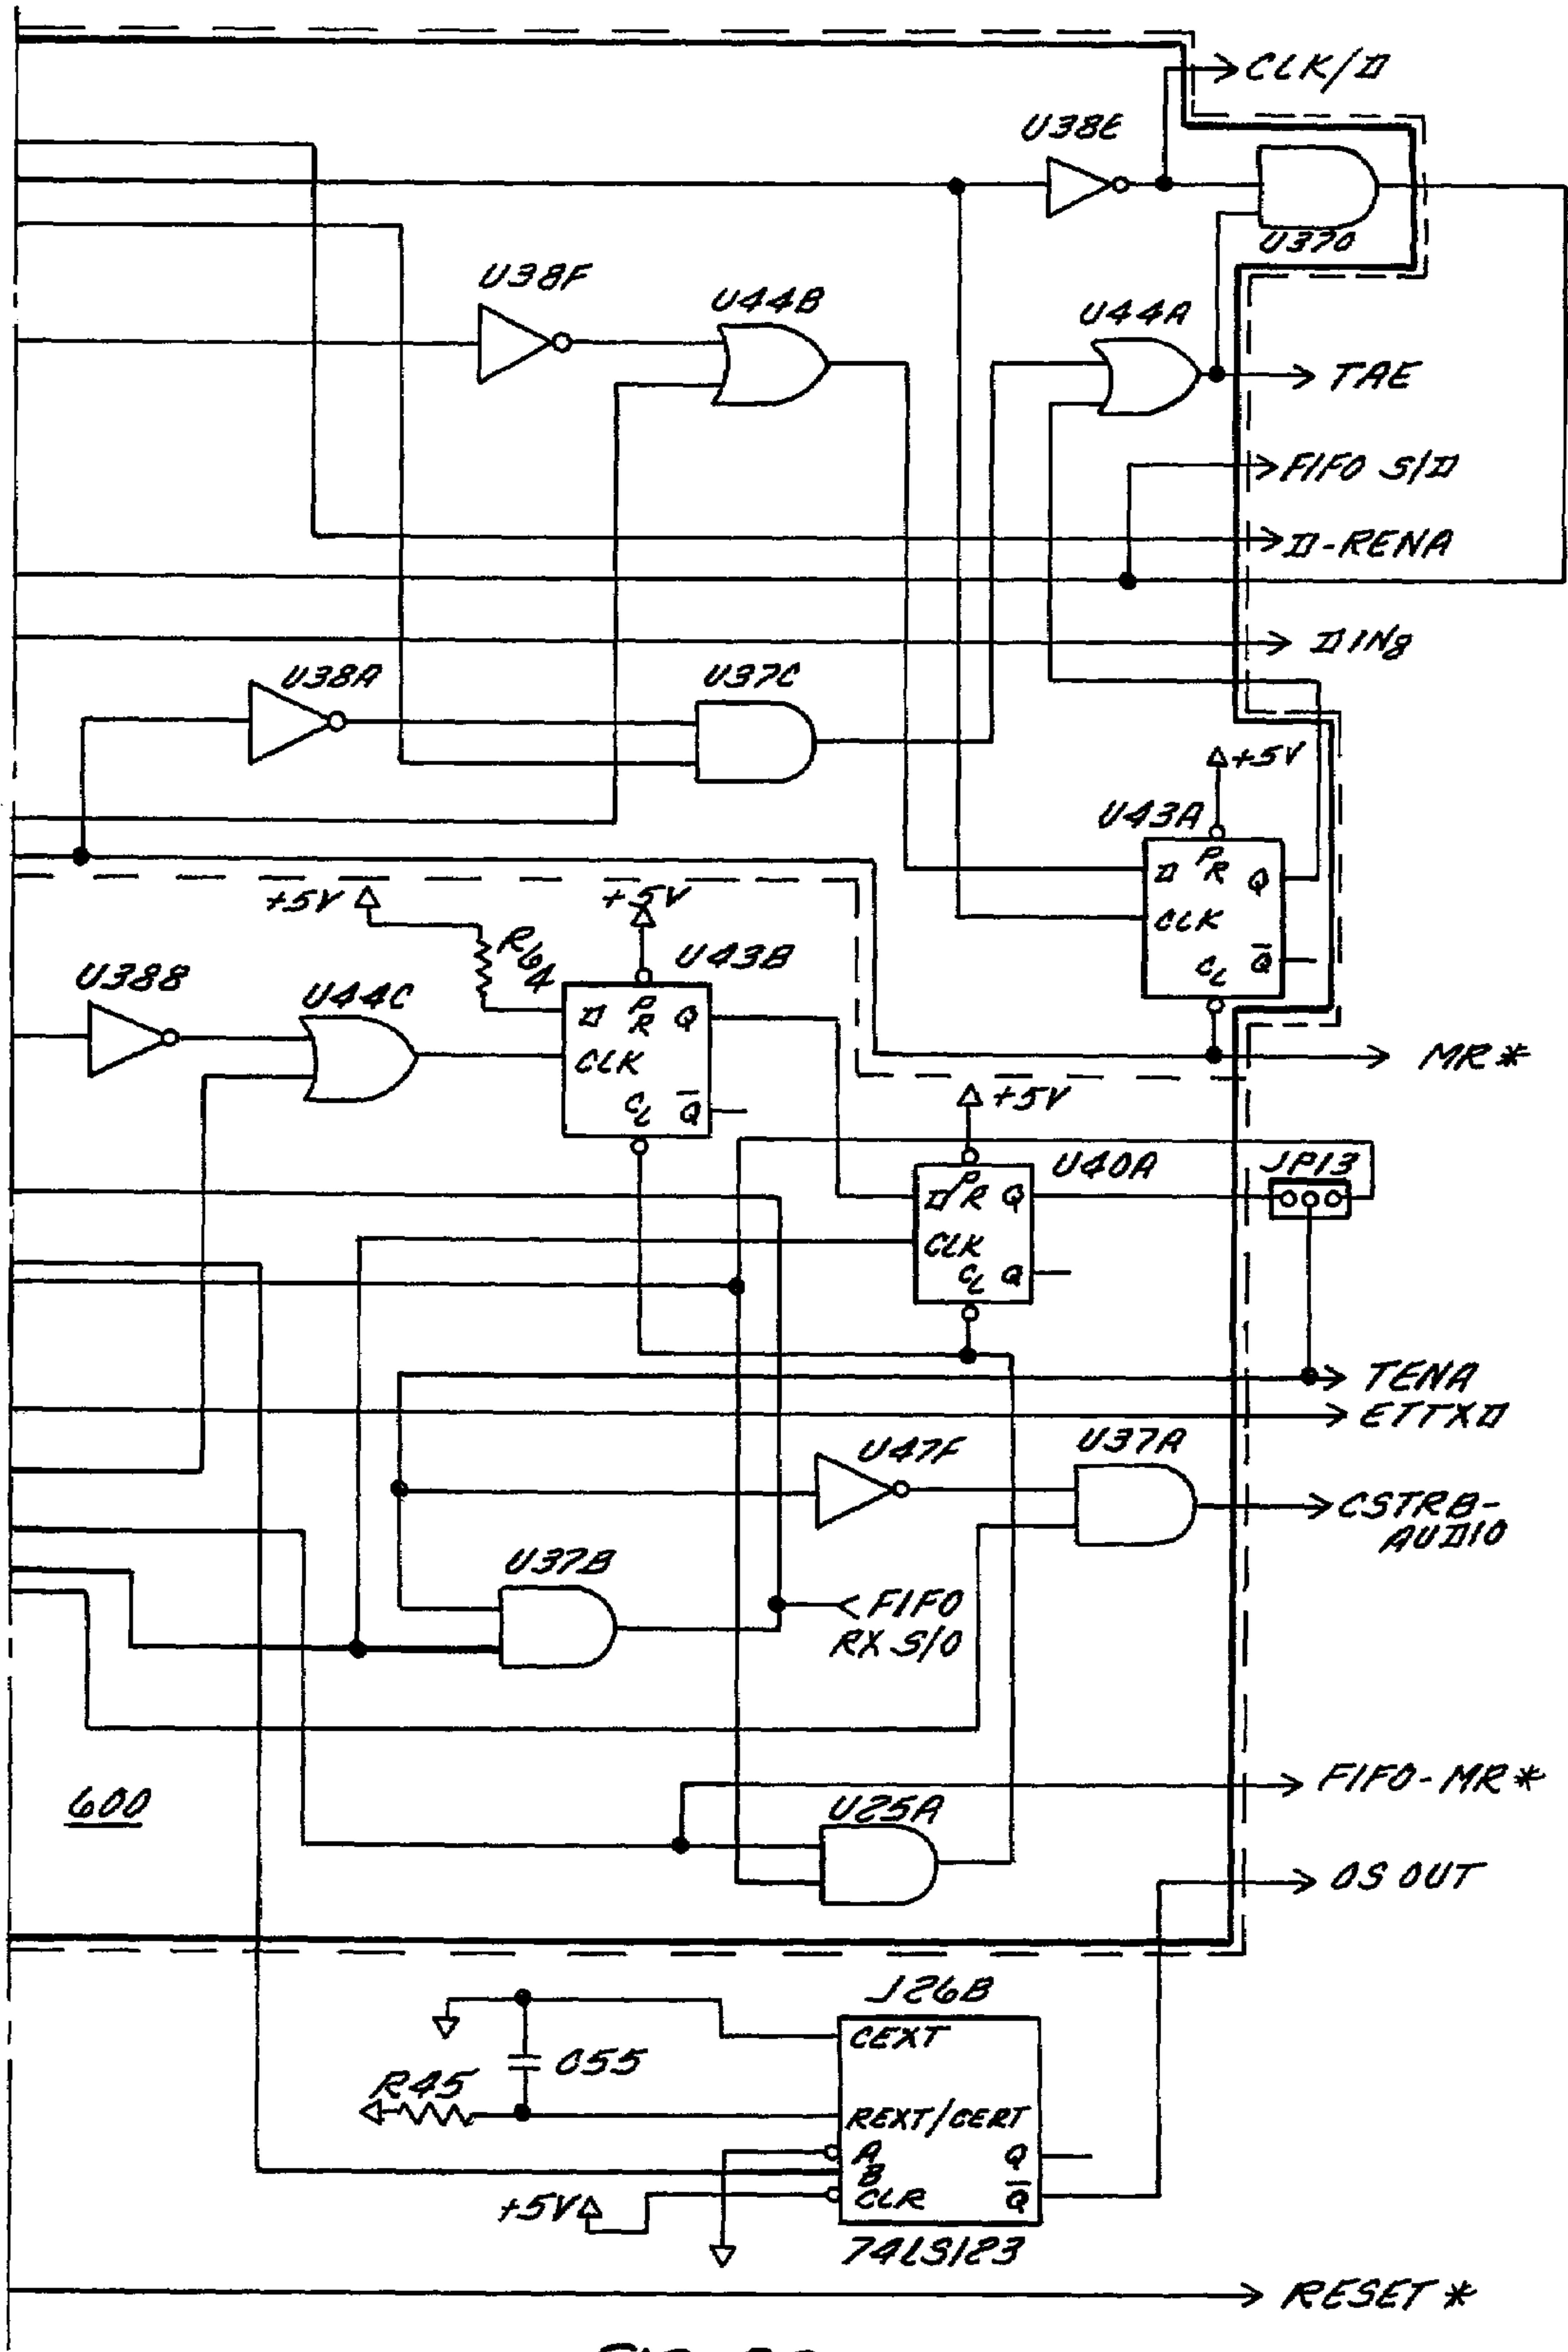 CLK/D
U38E
U370
U38F
U44B
U44A
TAE
FIFO S/D
D-RENA
DIN8
U38A
U37C
+5V
U43A
D PR Q
CLK
CL Q̅
+5V
R64
+5V
U43B
U388
U44C
D PR Q
CLK
CL Q̅
MR*
+5V
U40A
JP13
D PR Q
CLK
CL Q
TENA
ETTXD
U47F
U37A
CSTRB-
AUDIO
U37B
FIFO
RX S/O
600
FIFO-MR*
U25A
OS OUT
J26B
CEXT
C55
R45
REXT/CERT
A Q
B
CLR Q̅
+5V
74LS123
RESET*